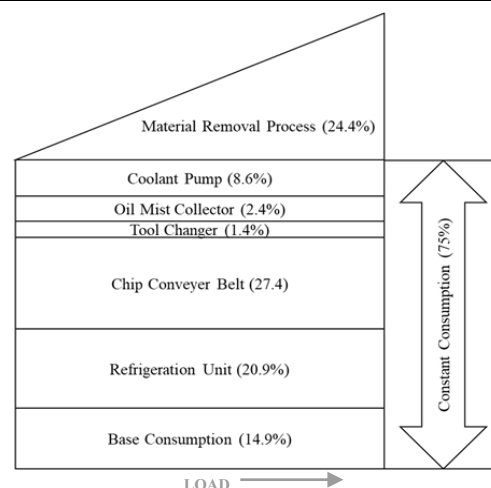 Material Removal Process (24.4%)
Coolant Pump (8.6%)
Oil Mist Collector (2.4%)
Tool Changer (1.4%)
Chip Conveyer Belt (27.4)
Refrigeration Unit (20.9%)
Base Consumption (14.9%)
Constant Consumption (75%)
LOAD